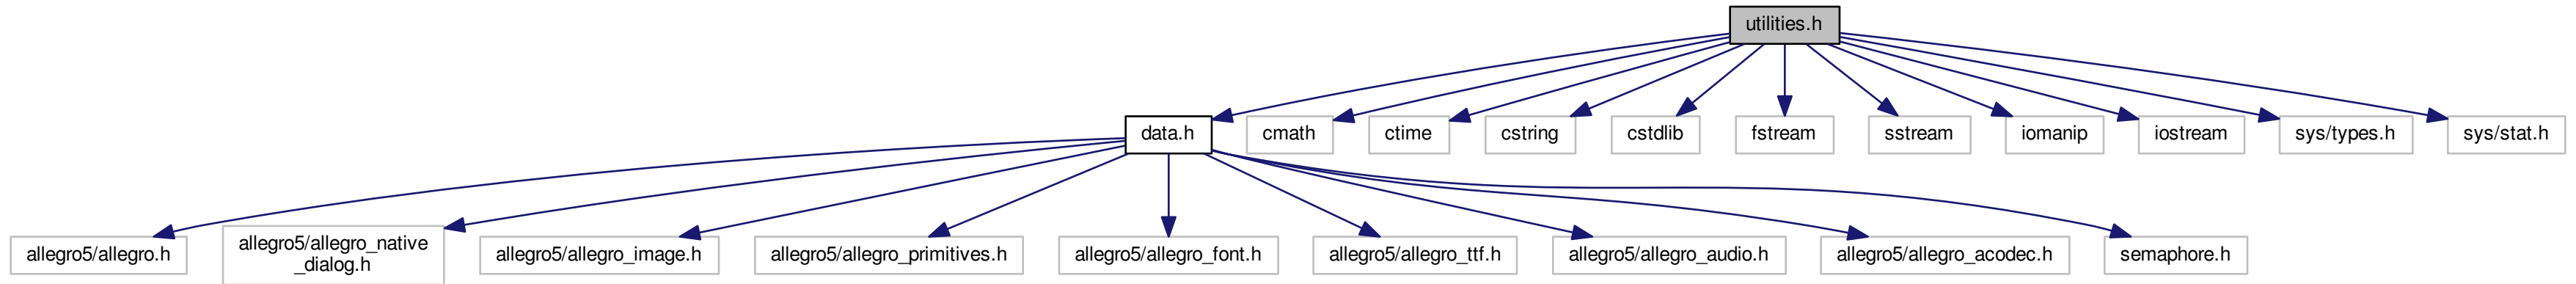 utilities.h
data.h
cmath
ctime
cstring
cstdlib
fstream
sstream
iomanip
iostream
sys/types.h
sys/stat.h
allegro5/allegro.h
allegro5/allegro_native
_dialog.h
allegro5/allegro_image.h
allegro5/allegro_primitives.h
allegro5/allegro_font.h
allegro5/allegro_ttf.h
allegro5/allegro_audio.h
allegro5/allegro_acodec.h
semaphore.h